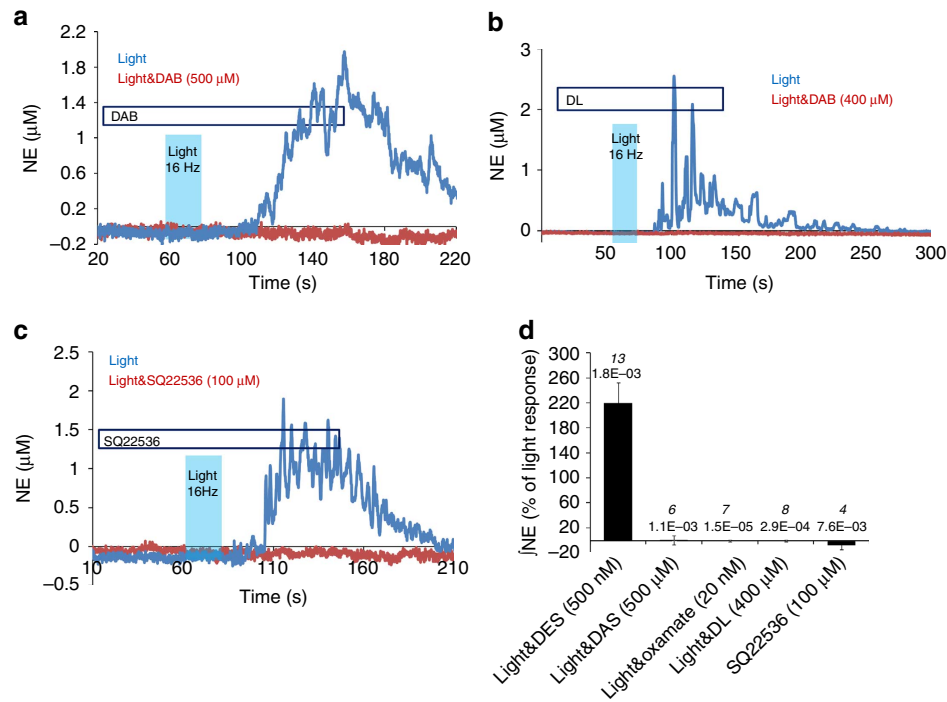 a
2.2
1.8
1.4
1
0.6
0.2
−0.2
NE (μM)
Light
Light&DAB (500 μM)
DAB
Light
16 Hz
20 60 100 140 180 220
Time (s)
b
3
2
1
0
NE (μM)
Light
Light&DAB (400 μM)
DL
Light
16 Hz
50 100 150 200 250 300
Time (s)
c
2.5
2
1.5
1
0.5
0
−0.5
NE (μM)
Light
Light&SQ22536 (100 μM)
SQ22536
Light
16Hz
10 60 110 160 210
Time (s)
d
300
260
220
180
140
100
60
20
−20
∫NE (% of light response)
13
1.8E−03
6
1.1E−03
7
1.5E−05
8
2.9E−04
4
7.6E−03
Light&DES (500 nM)
Light&DAS (500 μM)
Light&oxamate (20 nM)
Light&DL (400 μM)
SQ22536 (100 μM)